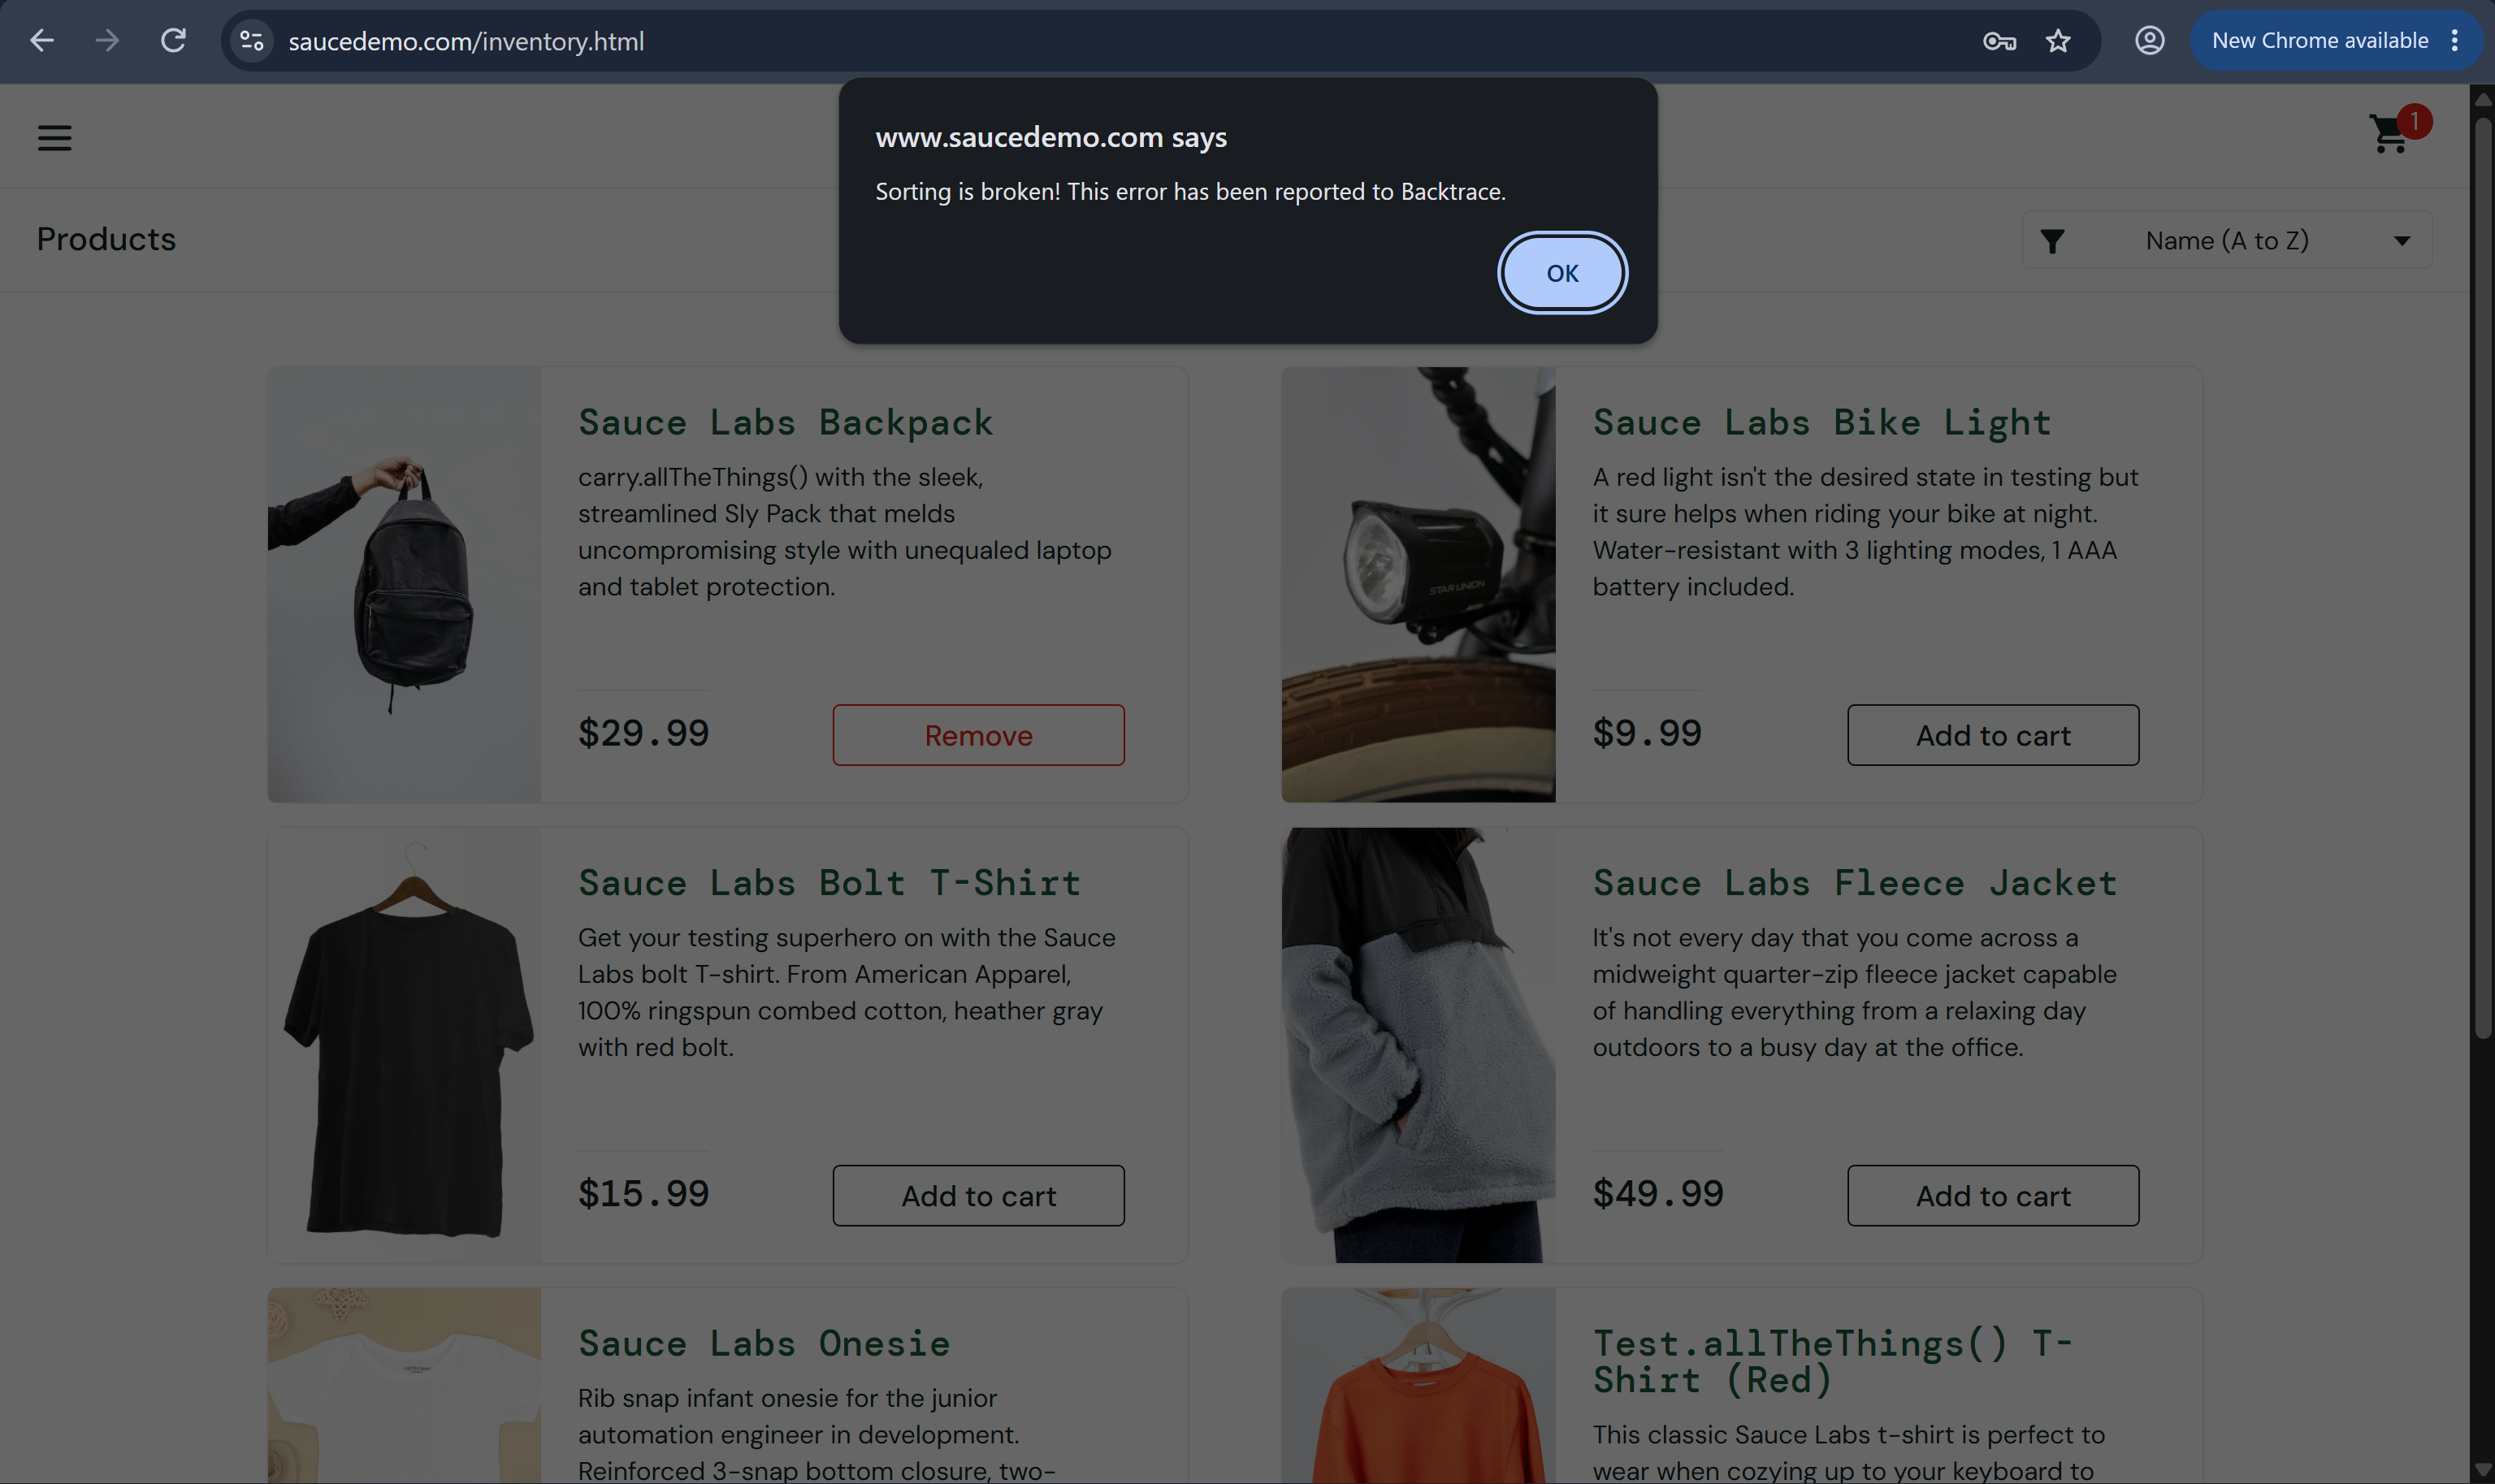 saucedemo.com/inventory.html
New Chrome available
www.saucedemo.com says
Sorting is broken! This error has been reported to Backtrace.
OK
1
Products
Name (A to Z)
Sauce Labs Backpack
carry.allTheThings() with the sleek,
streamlined Sly Pack that melds
uncompromising style with unequaled laptop
and tablet protection.
$29.99
Remove
Sauce Labs Bike Light
A red light isn't the desired state in testing but
it sure helps when riding your bike at night.
Water-resistant with 3 lighting modes, 1 AAA
battery included.
STAR UNION
$9.99
Add to cart
Sauce Labs Bolt T-Shirt
Get your testing superhero on with the Sauce
Labs bolt T-shirt. From American Apparel,
100% ringspun combed cotton, heather gray
with red bolt.
$15.99
Add to cart
Sauce Labs Fleece Jacket
It's not every day that you come across a
midweight quarter-zip fleece jacket capable
of handling everything from a relaxing day
outdoors to a busy day at the office.
$49.99
Add to cart
Sauce Labs Onesie
Rib snap infant onesie for the junior
automation engineer in development.
Reinforced 3-snap bottom closure, two-
Test.allTheThings() T-
Shirt (Red)
This classic Sauce Labs t-shirt is perfect to
wear when cozying up to your keyboard to